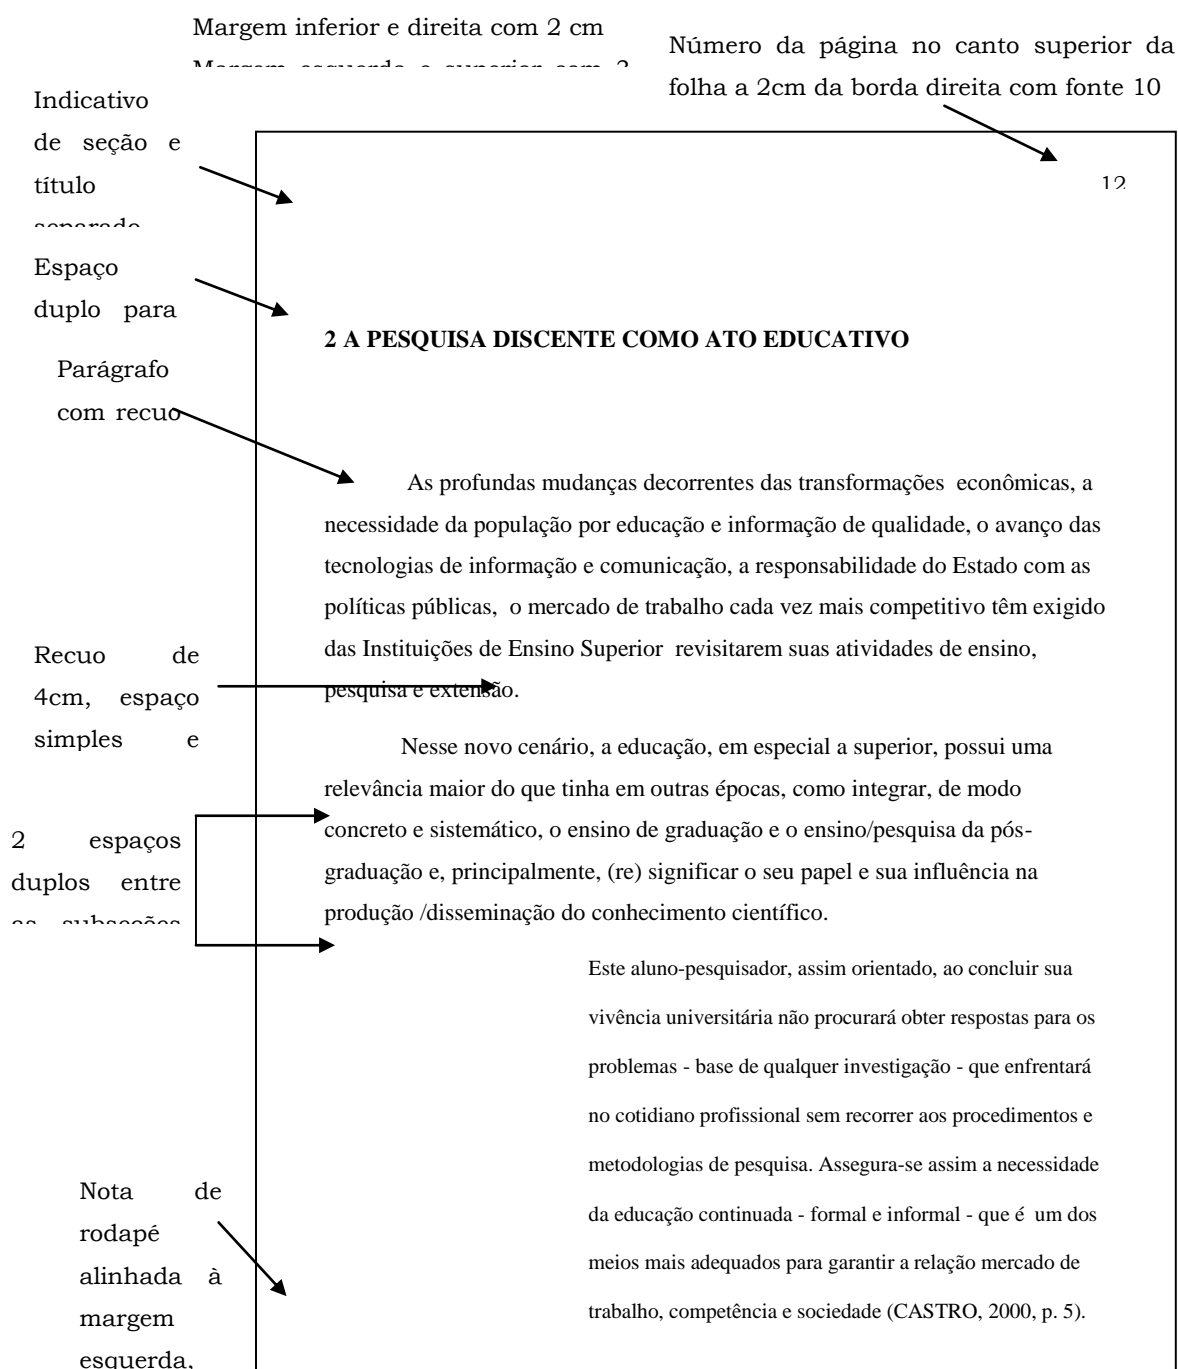 Margem inferior e direita com 2 cm
Margem esquerda e superior com 3
Número da página no canto superior da
folha a 2cm da borda direita com fonte 10
Indicativo
de seção e
título
separado
Espaço
duplo para
Parágrafo
com recuo
Recuo de
4cm, espaço
simples e
2 espaços
duplos entre
as subseções
Nota de
rodapé
alinhada à
margem
esquerda,
12
2 A PESQUISA DISCENTE COMO ATO EDUCATIVO
As profundas mudanças decorrentes das transformações econômicas, a
necessidade da população por educação e informação de qualidade, o avanço das
tecnologias de informação e comunicação, a responsabilidade do Estado com as
políticas públicas, o mercado de trabalho cada vez mais competitivo têm exigido
das Instituições de Ensino Superior revisitarem suas atividades de ensino,
pesquisa e extensão.
Nesse novo cenário, a educação, em especial a superior, possui uma
relevância maior do que tinha em outras épocas, como integrar, de modo
concreto e sistemático, o ensino de graduação e o ensino/pesquisa da pós-
graduação e, principalmente, (re) significar o seu papel e sua influência na
produção /disseminação do conhecimento científico.
Este aluno-pesquisador, assim orientado, ao concluir sua
vivência universitária não procurará obter respostas para os
problemas - base de qualquer investigação - que enfrentará
no cotidiano profissional sem recorrer aos procedimentos e
metodologias de pesquisa. Assegura-se assim a necessidade
da educação continuada - formal e informal - que é um dos
meios mais adequados para garantir a relação mercado de
trabalho, competência e sociedade (CASTRO, 2000, p. 5).